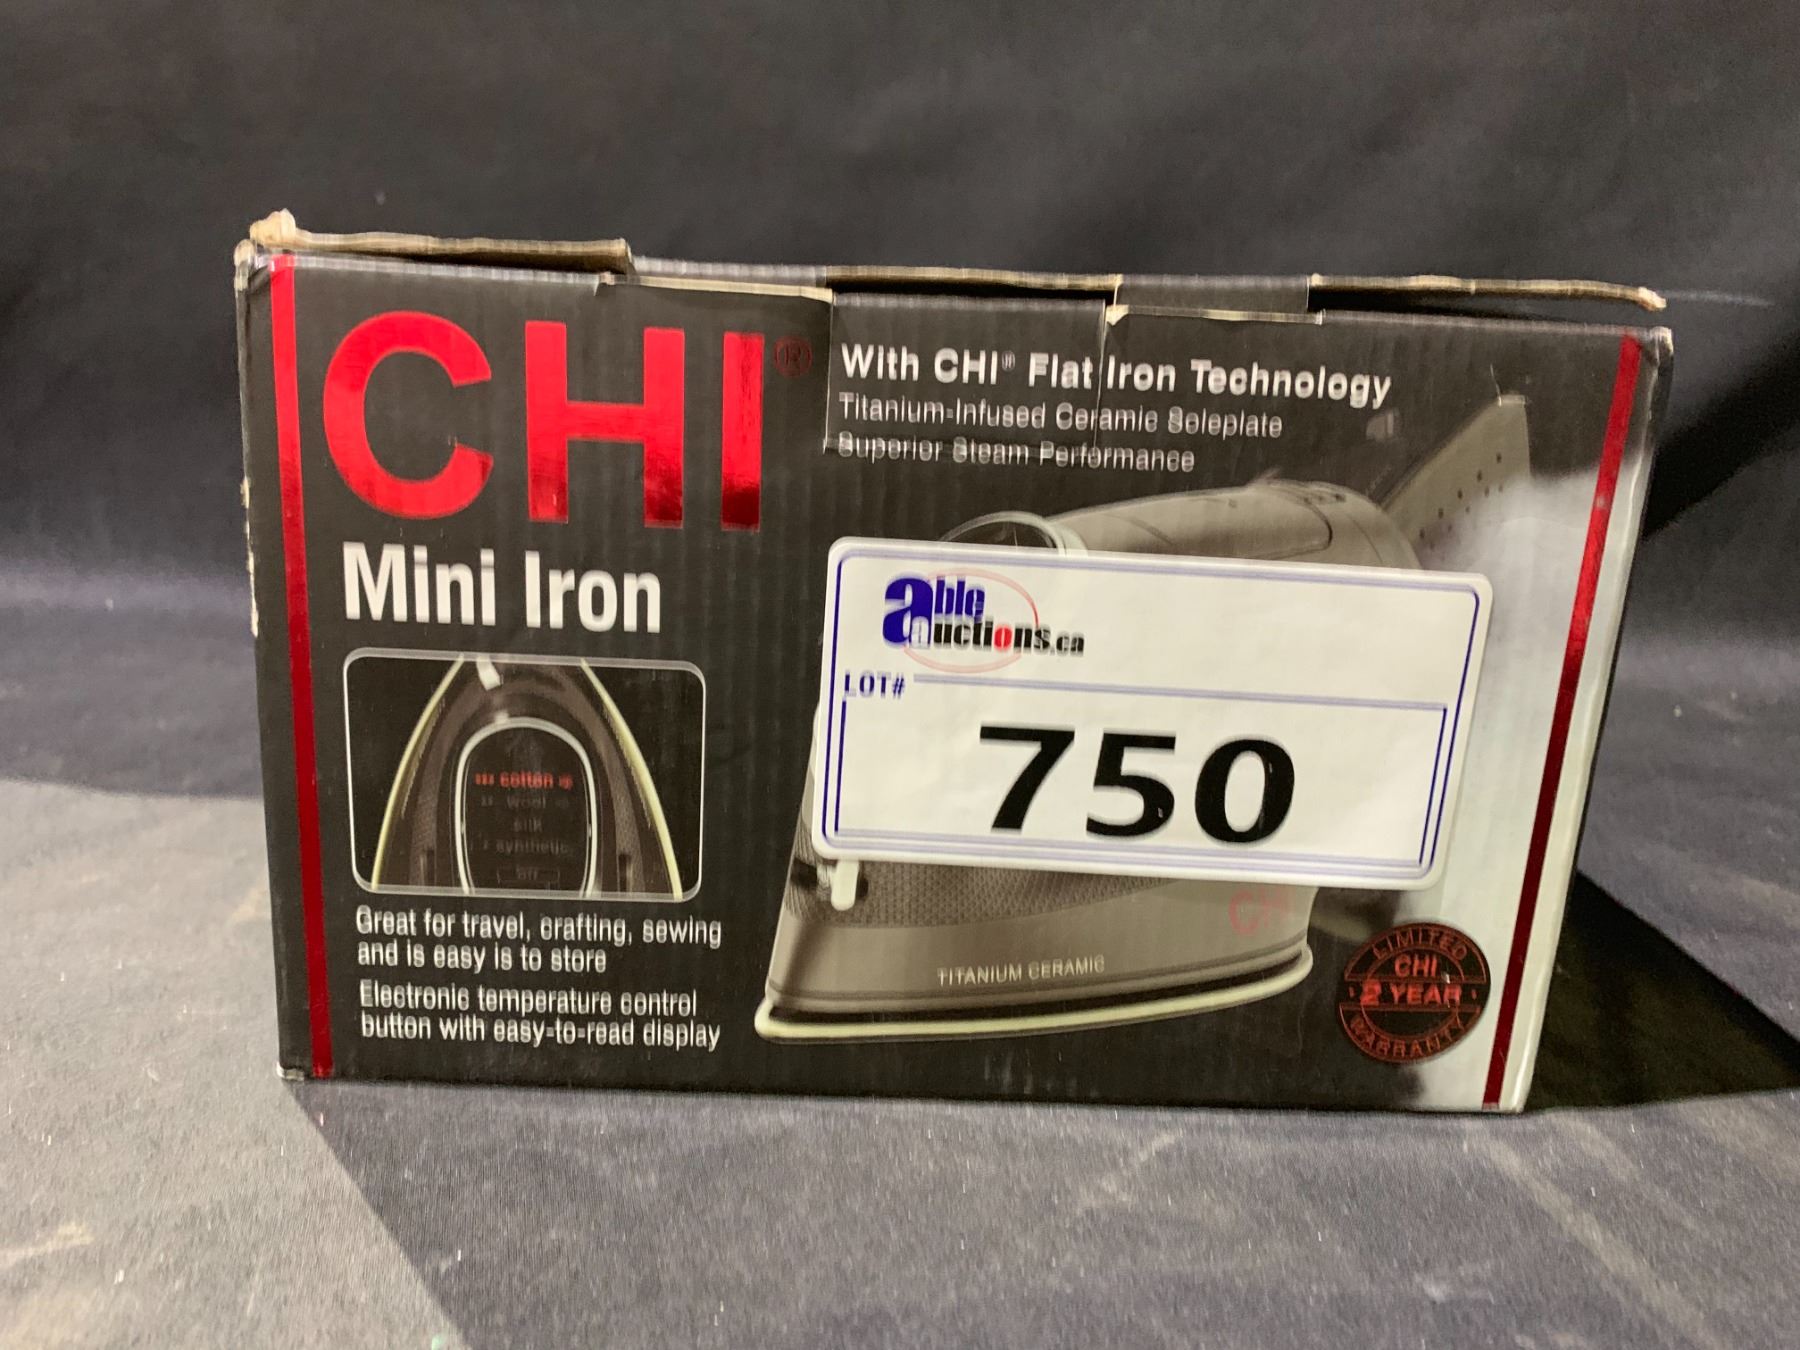 CHI®
Mini Iron
With CHI® Flat Iron Technology
Titanium-Infused Ceramic Soleplate
Superior Steam Performance
able
auctions.ca
LOT#
750
cotton
wool
silk
synthetic
off
Great for travel, crafting, sewing
and is easy is to store
Electronic temperature control
button with easy-to-read display
CHI
TITANIUM CERAMIC
LIMITED
CHI
2 YEAR
WARRANTY